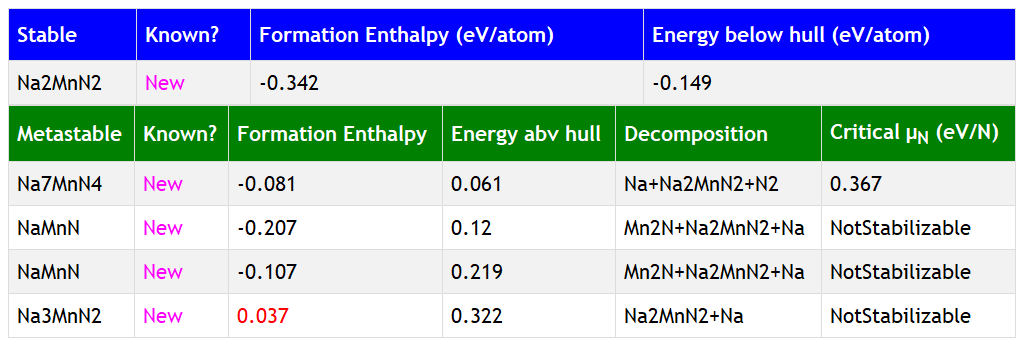 Stable Known? Formation Enthalpy (eV/atom) Energy below hull (eV/atom)
Na2MnN2 New -0.342 -0.149
Metastable Known? Formation Enthalpy Energy abv hull Decomposition Critical μN (eV/N)
Na7MnN4 New -0.081 0.061 Na+Na2MnN2+N2 0.367
NaMnN New -0.207 0.12 Mn2N+Na2MnN2+Na NotStabilizable
NaMnN New -0.107 0.219 Mn2N+Na2MnN2+Na NotStabilizable
Na3MnN2 New 0.037 0.322 Na2MnN2+Na NotStabilizable